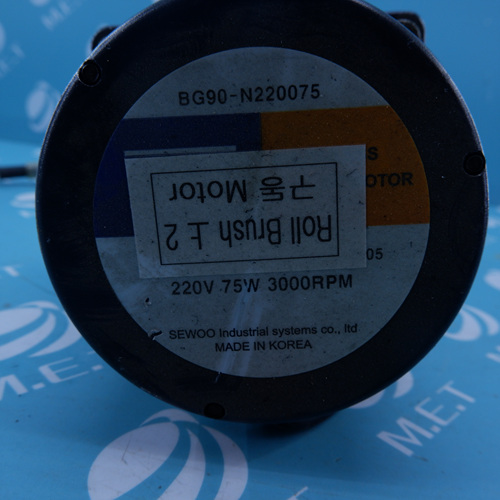 BG90-N220075
S
OTOR
Roll Brush 上 2
구동 Motor
05
220V 75W 3000RPM
SEWOO Industrial systems co., ltd
MADE IN KOREA
M.E.T
M.E.T
M.E.T